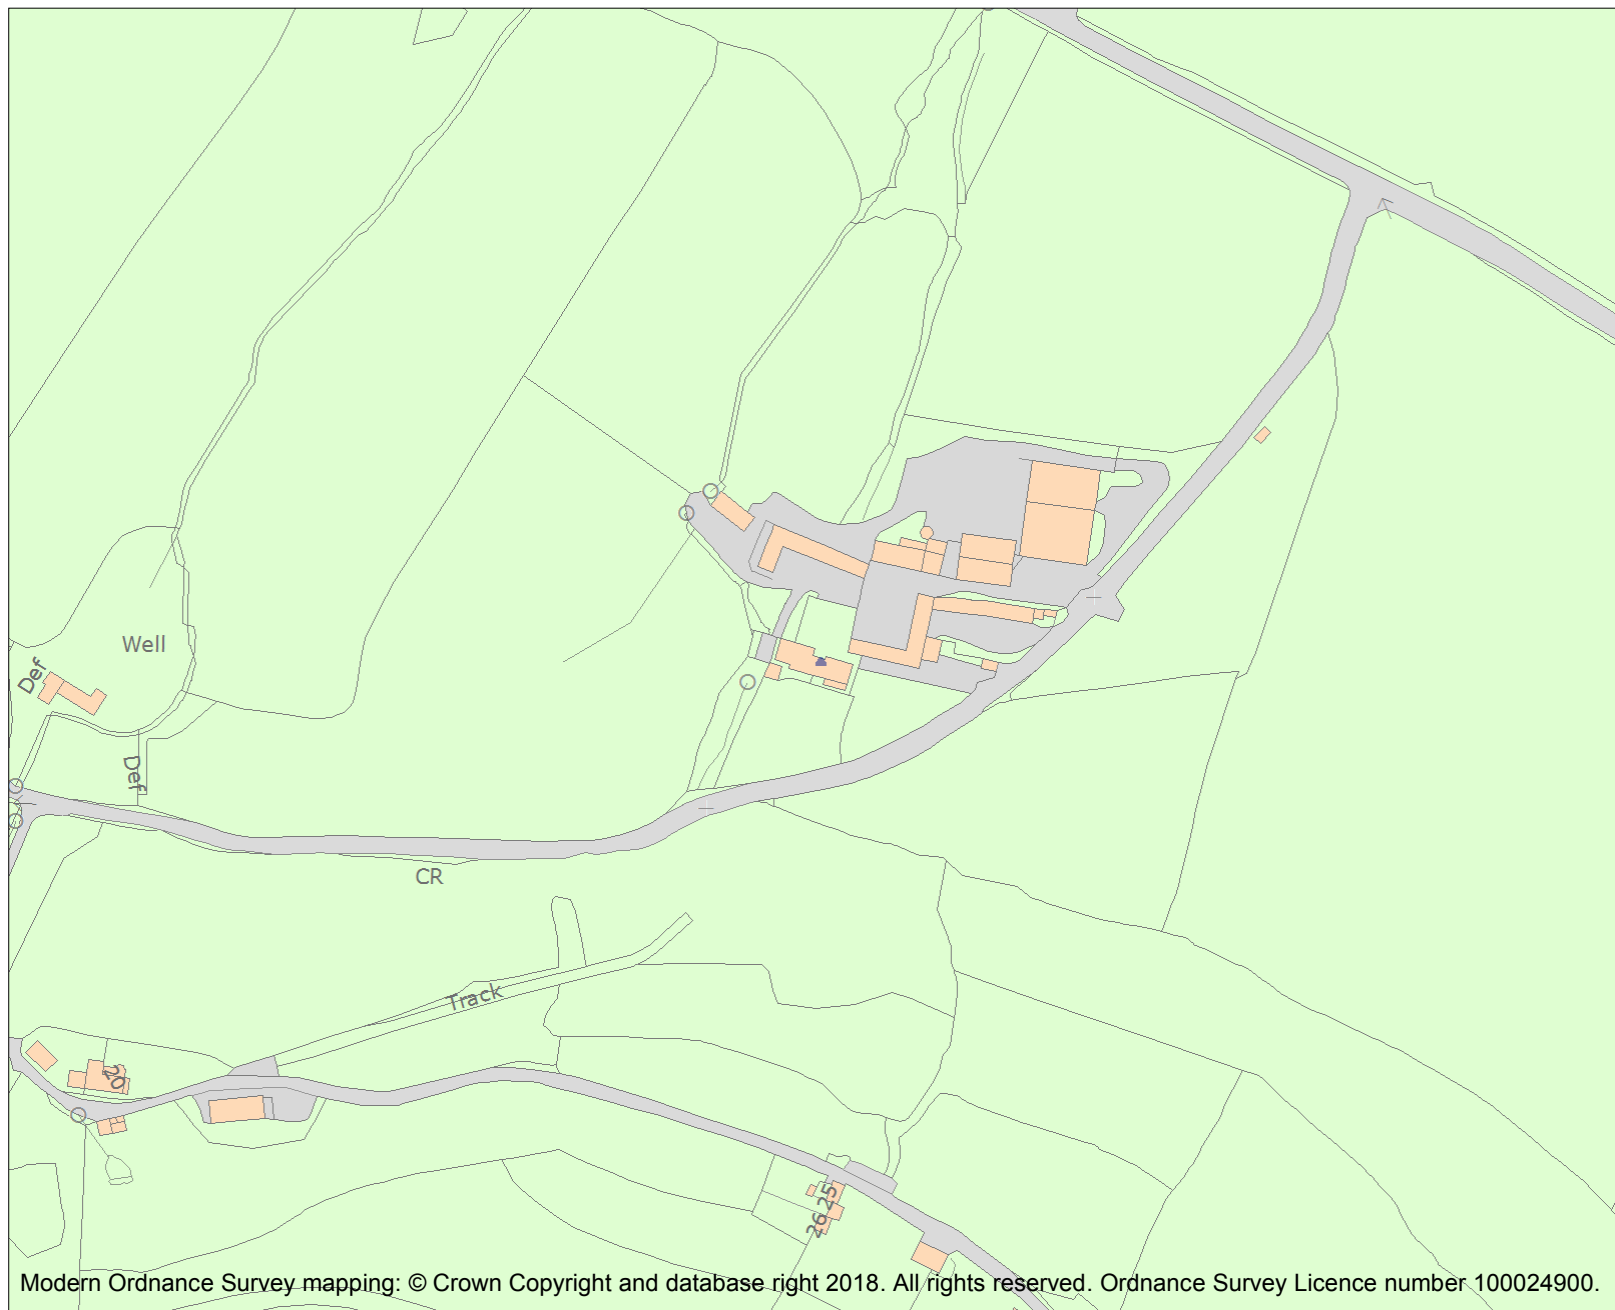 Well
Def
Def
CR
Track
20
26 25
Modern Ordnance Survey mapping: © Crown Copyright and database right 2018. All rights reserved. Ordnance Survey Licence number 100024900.